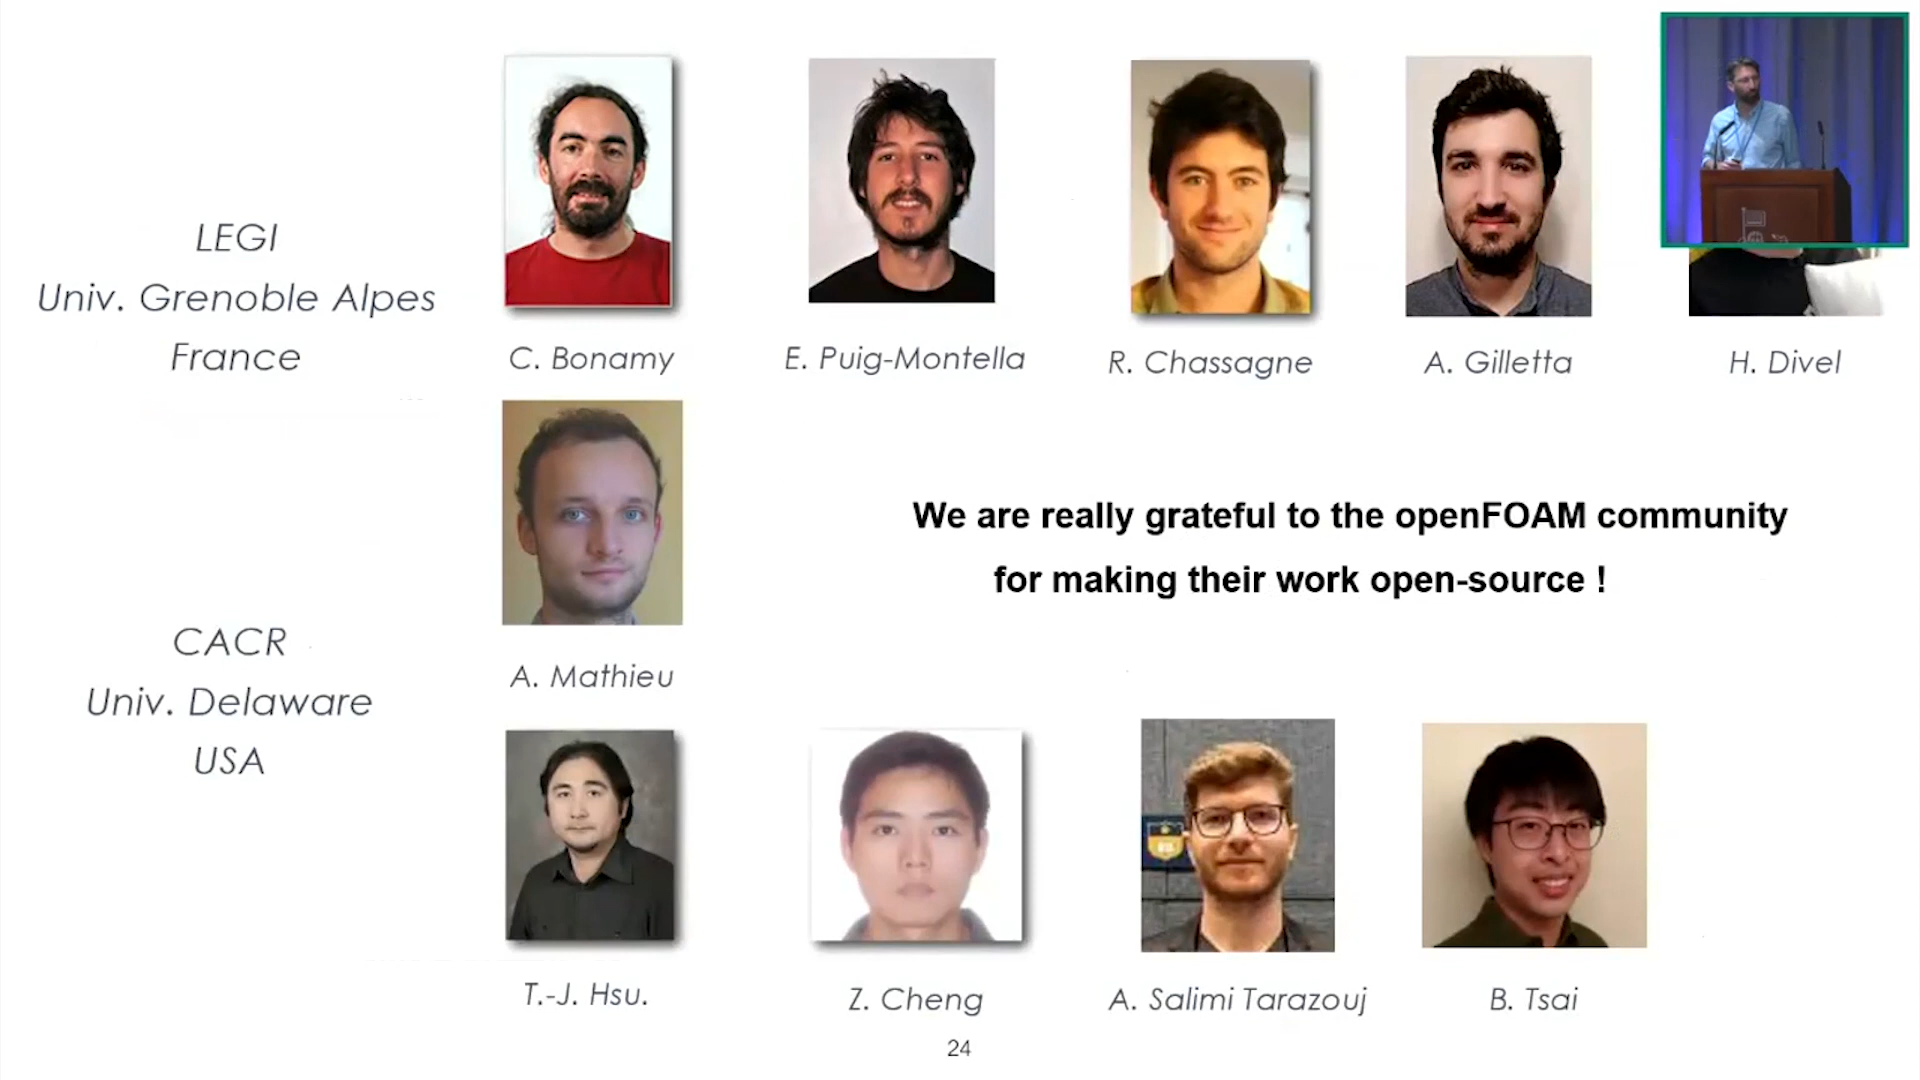 LEGI
Univ. Grenoble Alpes
France
C. Bonamy
E. Puig-Montella
R. Chassagne
A. Gilletta
H. Divel
We are really grateful to the openFOAM community
for making their work open-source !
A. Mathieu
CACR
Univ. Delaware
USA
T.-J. Hsu.
Z. Cheng
A. Salimi Tarazouj
B. Tsai
24